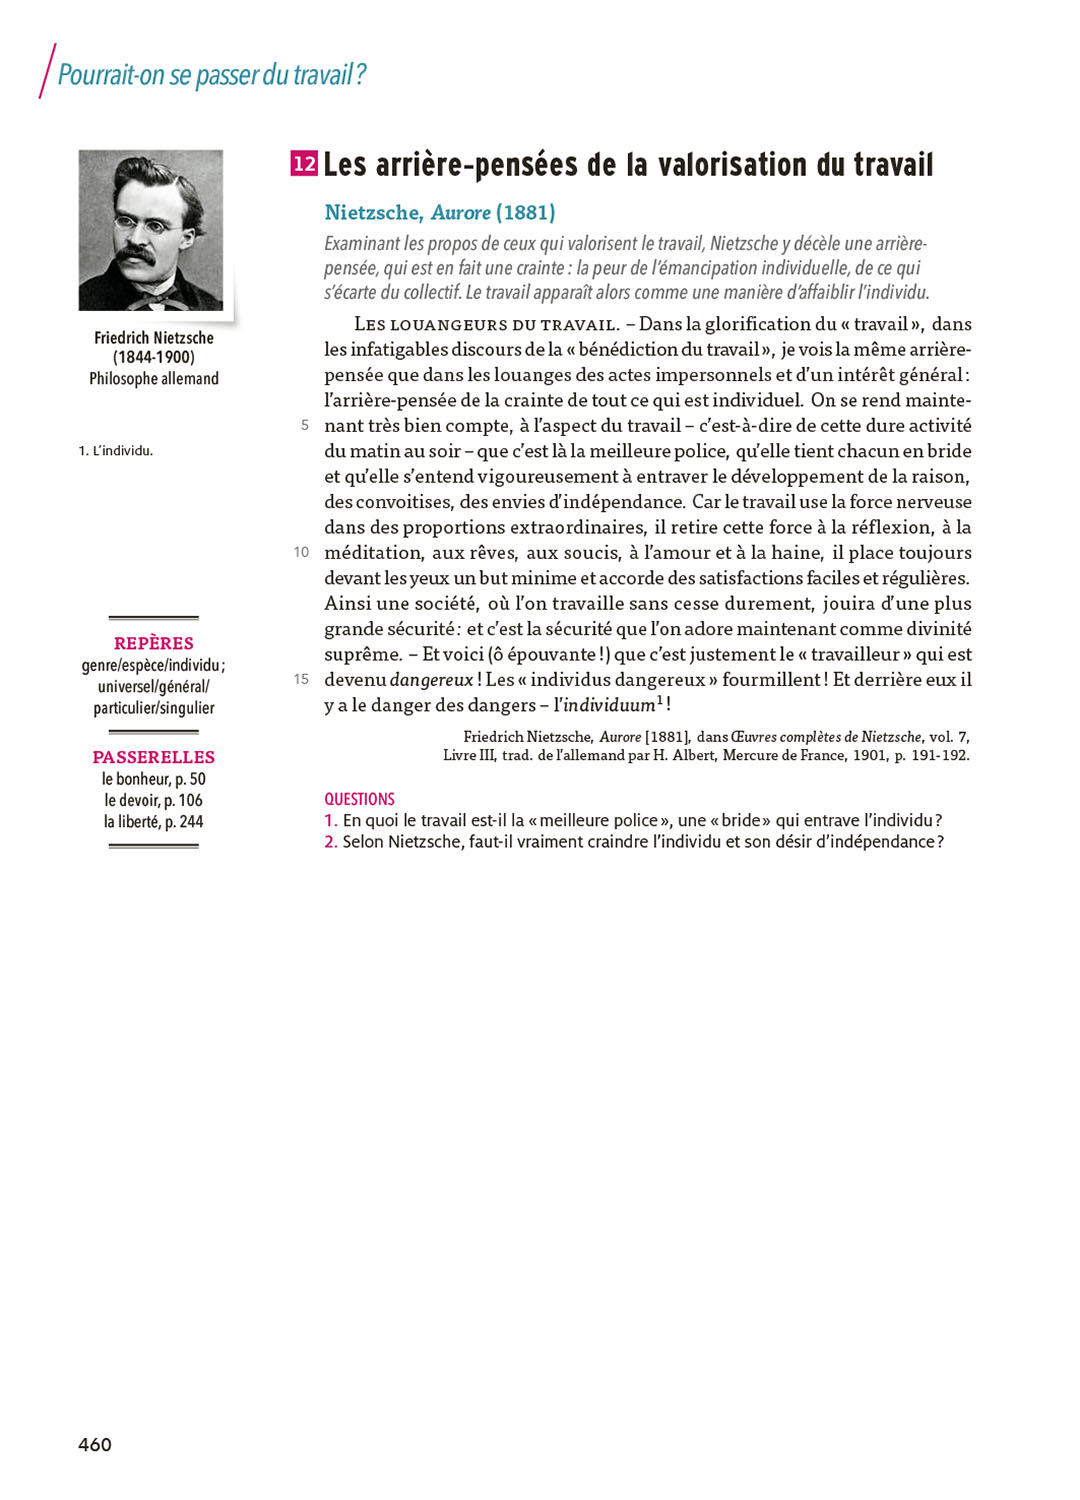 Pourrait-on se passer du travail ?
12 Les arrière-pensées de la valorisation du travail
Nietzsche, Aurore (1881)
Examinant les propos de ceux qui valorisent le travail, Nietzsche y décèle une arrière-
pensée, qui est en fait une crainte : la peur de l’émancipation individuelle, de ce qui
s’écarte du collectif. Le travail apparaît alors comme une manière d’affaiblir l’individu.
Friedrich Nietzsche
(1844-1900)
Philosophe allemand
1. L’individu.
LES LOUANGEURS DU TRAVAIL. – Dans la glorification du « travail », dans
les infatigables discours de la « bénédiction du travail », je vois la même arrière-
pensée que dans les louanges des actes impersonnels et d’un intérêt général :
l’arrière-pensée de la crainte de tout ce qui est individuel. On se rend mainte-
5 nant très bien compte, à l’aspect du travail – c’est-à-dire de cette dure activité
du matin au soir – que c’est là la meilleure police, qu’elle tient chacun en bride
et qu’elle s’entend vigoureusement à entraver le développement de la raison,
des convoitises, des envies d’indépendance. Car le travail use la force nerveuse
dans des proportions extraordinaires, il retire cette force à la réflexion, à la
10 méditation, aux rêves, aux soucis, à l’amour et à la haine, il place toujours
devant les yeux un but minime et accorde des satisfactions faciles et régulières.
Ainsi une société, où l’on travaille sans cesse durement, jouira d’une plus
grande sécurité : et c’est la sécurité que l’on adore maintenant comme divinité
suprême. – Et voici (ô épouvante !) que c’est justement le « travailleur » qui est
15 devenu dangereux ! Les « individus dangereux » fourmillent ! Et derrière eux il
y a le danger des dangers – l’individuum1 !
Friedrich Nietzsche, Aurore [1881], dans Œuvres complètes de Nietzsche, vol. 7,
Livre III, trad. de l’allemand par H. Albert, Mercure de France, 1901, p. 191-192.
REPÈRES
genre/espèce/individu ;
universel/général/
particulier/singulier
PASSERELLES
le bonheur, p. 50
le devoir, p. 106
la liberté, p. 244
QUESTIONS
1. En quoi le travail est-il la « meilleure police », une « bride » qui entrave l’individu ?
2. Selon Nietzsche, faut-il vraiment craindre l’individu et son désir d’indépendance ?
460